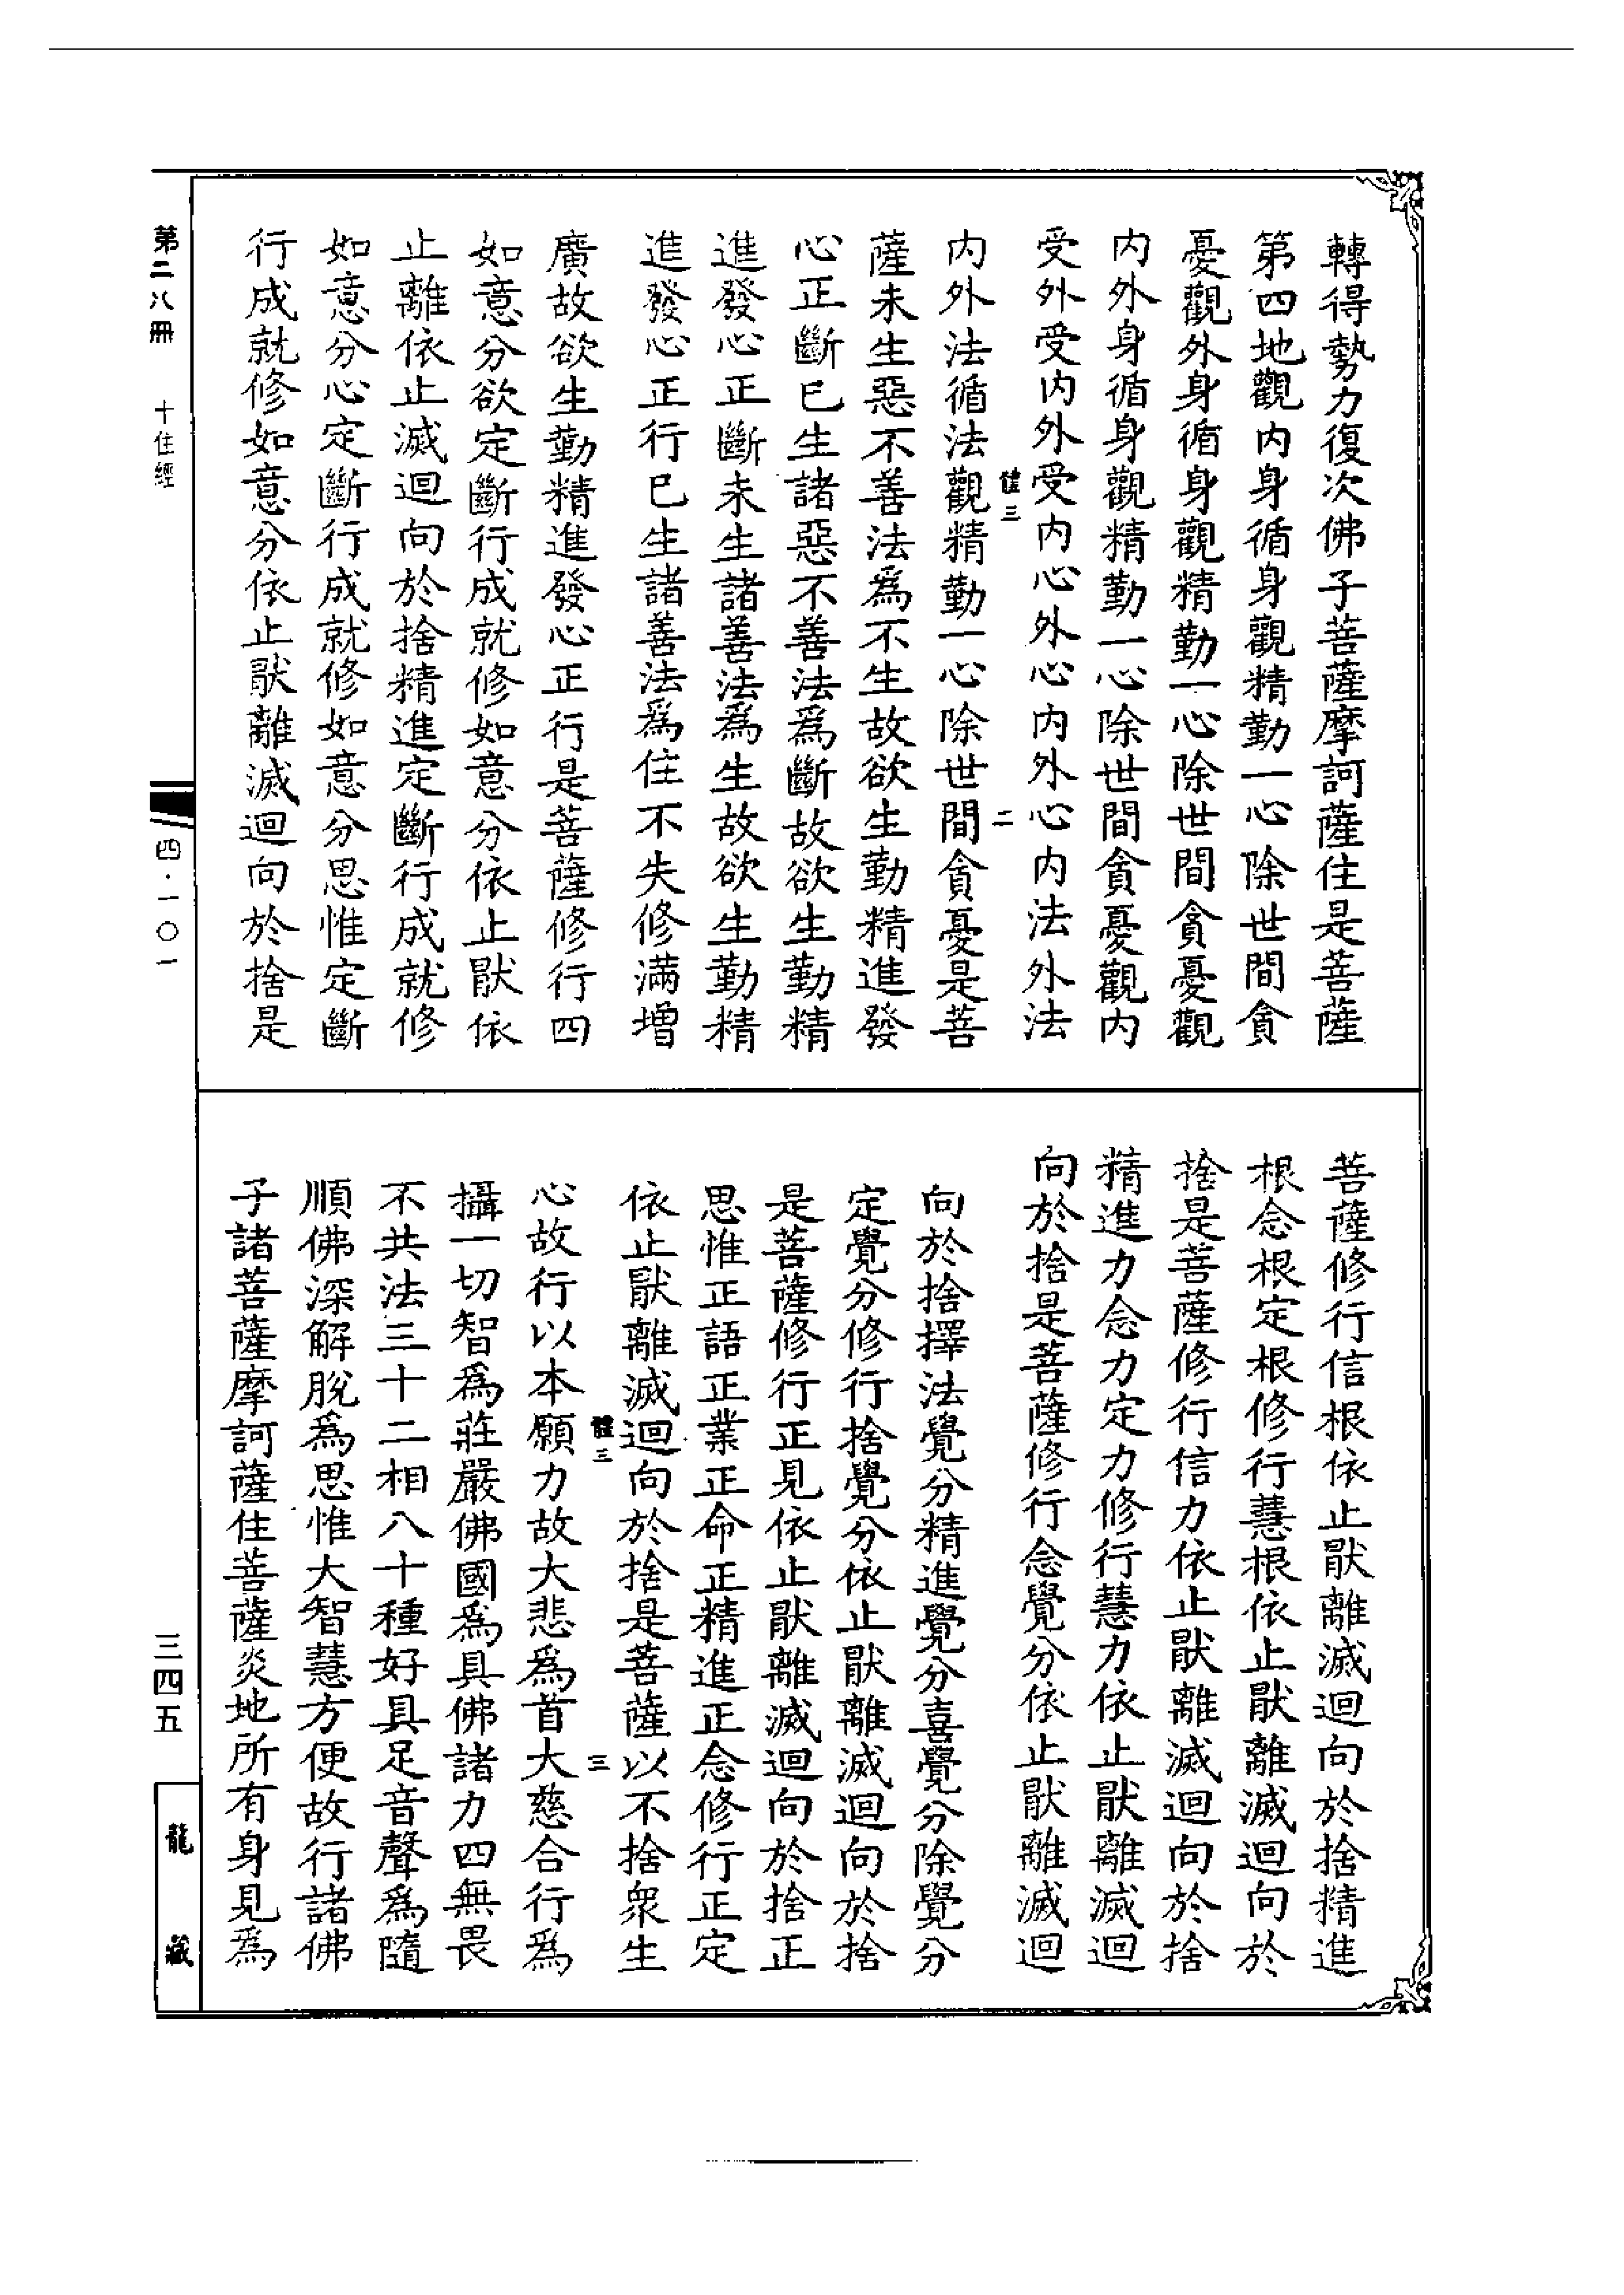 轉得勢力復次佛子菩薩摩訶薩住是菩薩
第四地觀內身循身觀精勤一心除世間貪
憂觀外身循身觀精勤一心除世間貪憂觀
內外身循身觀精勤一心除世間貪憂觀內
受外受內外受內心外心內外心內法外法
體三
二
內外法循法觀精勤一心除世間貪憂是菩
薩未生惡不善法為不生故欲生勤精進發
心正斷已生諸惡不善法為斷故欲生勤精
進發心正斷未生諸善法為生故欲生勤精
進發心正行已生諸善法為住不失修滿增
廣故欲生勤精進發心正行是菩薩修行四
如意分欲定斷行成就修如意分依止猒依
止離依止滅迴向於捨精進定斷行成就修
如意分心定斷行成就修如意分思惟定斷
行成就修如意分依止猒離滅迴向於捨是
菩薩修行信根依止猒離滅迴向於捨精進
根念根定根修行慧根依止猒離滅迴向於
捨是菩薩修行信力依止猒離滅迴向於捨
精進力念力定力修行慧力依止猒離滅迴
向於捨是菩薩修行念覺分依止猒離滅迴
向於捨擇法覺分精進覺分喜覺分除覺分
定覺分修行捨覺分依止猒離滅迴向於捨
是菩薩修行正見依止猒離滅迴向於捨正
思惟正語正業正命正精進正念修行正定
依止猒離滅迴向於捨是菩薩以不捨眾生
體三
三
心故行以本願力故大悲為首大慈合行為
攝一切智為莊嚴佛國為具佛諸力四無畏
不共法三十二相八十種好具足音聲為隨
順佛深解脫為思惟大智慧方便故行諸佛
子諸菩薩摩訶薩住菩薩炎地所有身見為
第二八冊
十住經
四·一〇一
三四五
龍藏